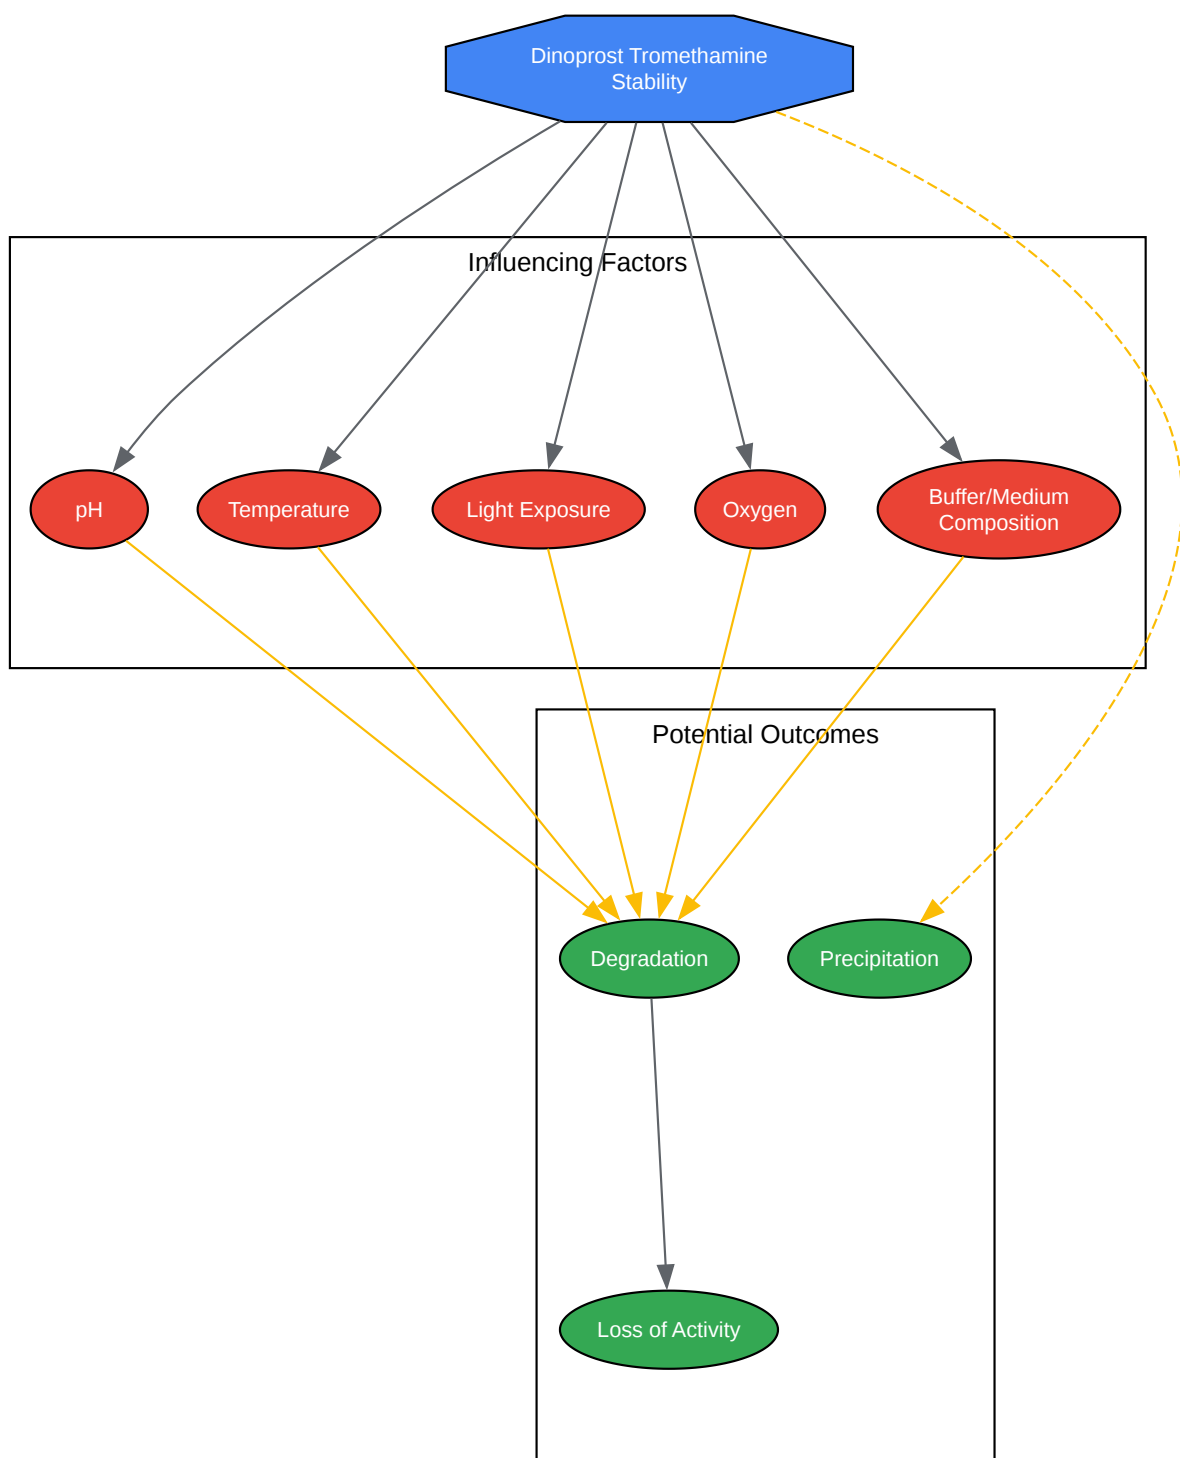 Dinoprost Tromethamine
Stability
Influencing Factors
pH
Temperature
Light Exposure
Oxygen
Buffer/Medium
Composition
Potential Outcomes
Degradation
Precipitation
Loss of Activity